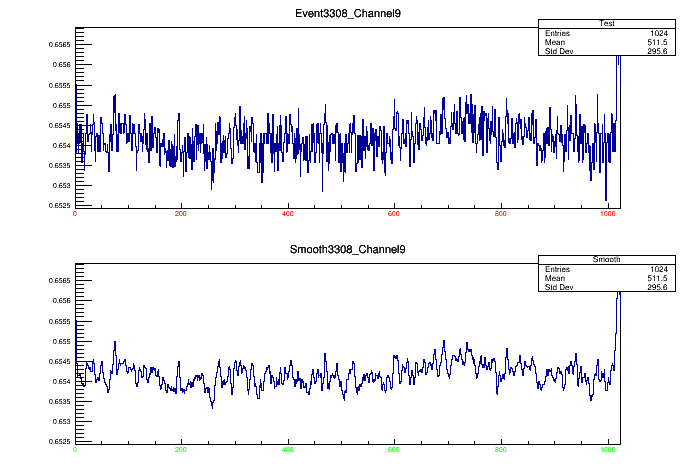 Event3308_Channel9
Test
Entries 1024
Mean 511.5
Std Dev 295.6
0.6565
0.656
0.6555
0.655
0.6545
0.654
0.6535
0.653
0.6525
0 200 400 600 800 1000
Smooth3308_Channel9
Smooth
Entries 1024
Mean 511.5
Std Dev 295.6
0.6565
0.656
0.6555
0.655
0.6545
0.654
0.6535
0.653
0.6525
0 200 400 600 800 1000